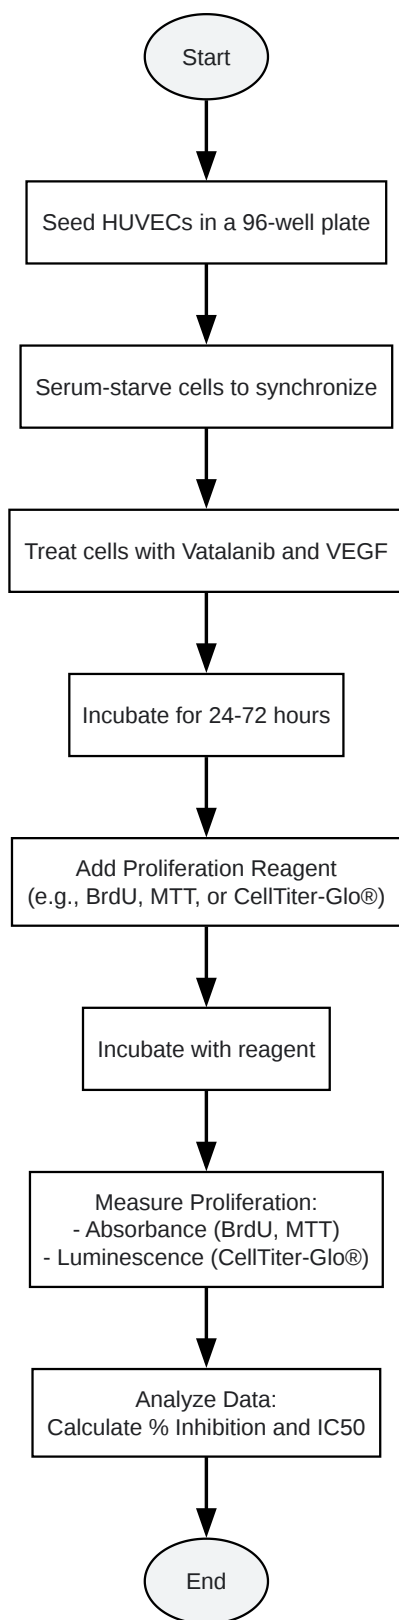 Start
Seed HUVECs in a 96-well plate
Serum-starve cells to synchronize
Treat cells with Vatalanib and VEGF
Incubate for 24-72 hours
Add Proliferation Reagent
(e.g., BrdU, MTT, or CellTiter-Glo®)
Incubate with reagent
Measure Proliferation:
- Absorbance (BrdU, MTT)
- Luminescence (CellTiter-Glo®)
Analyze Data:
Calculate % Inhibition and IC50
End